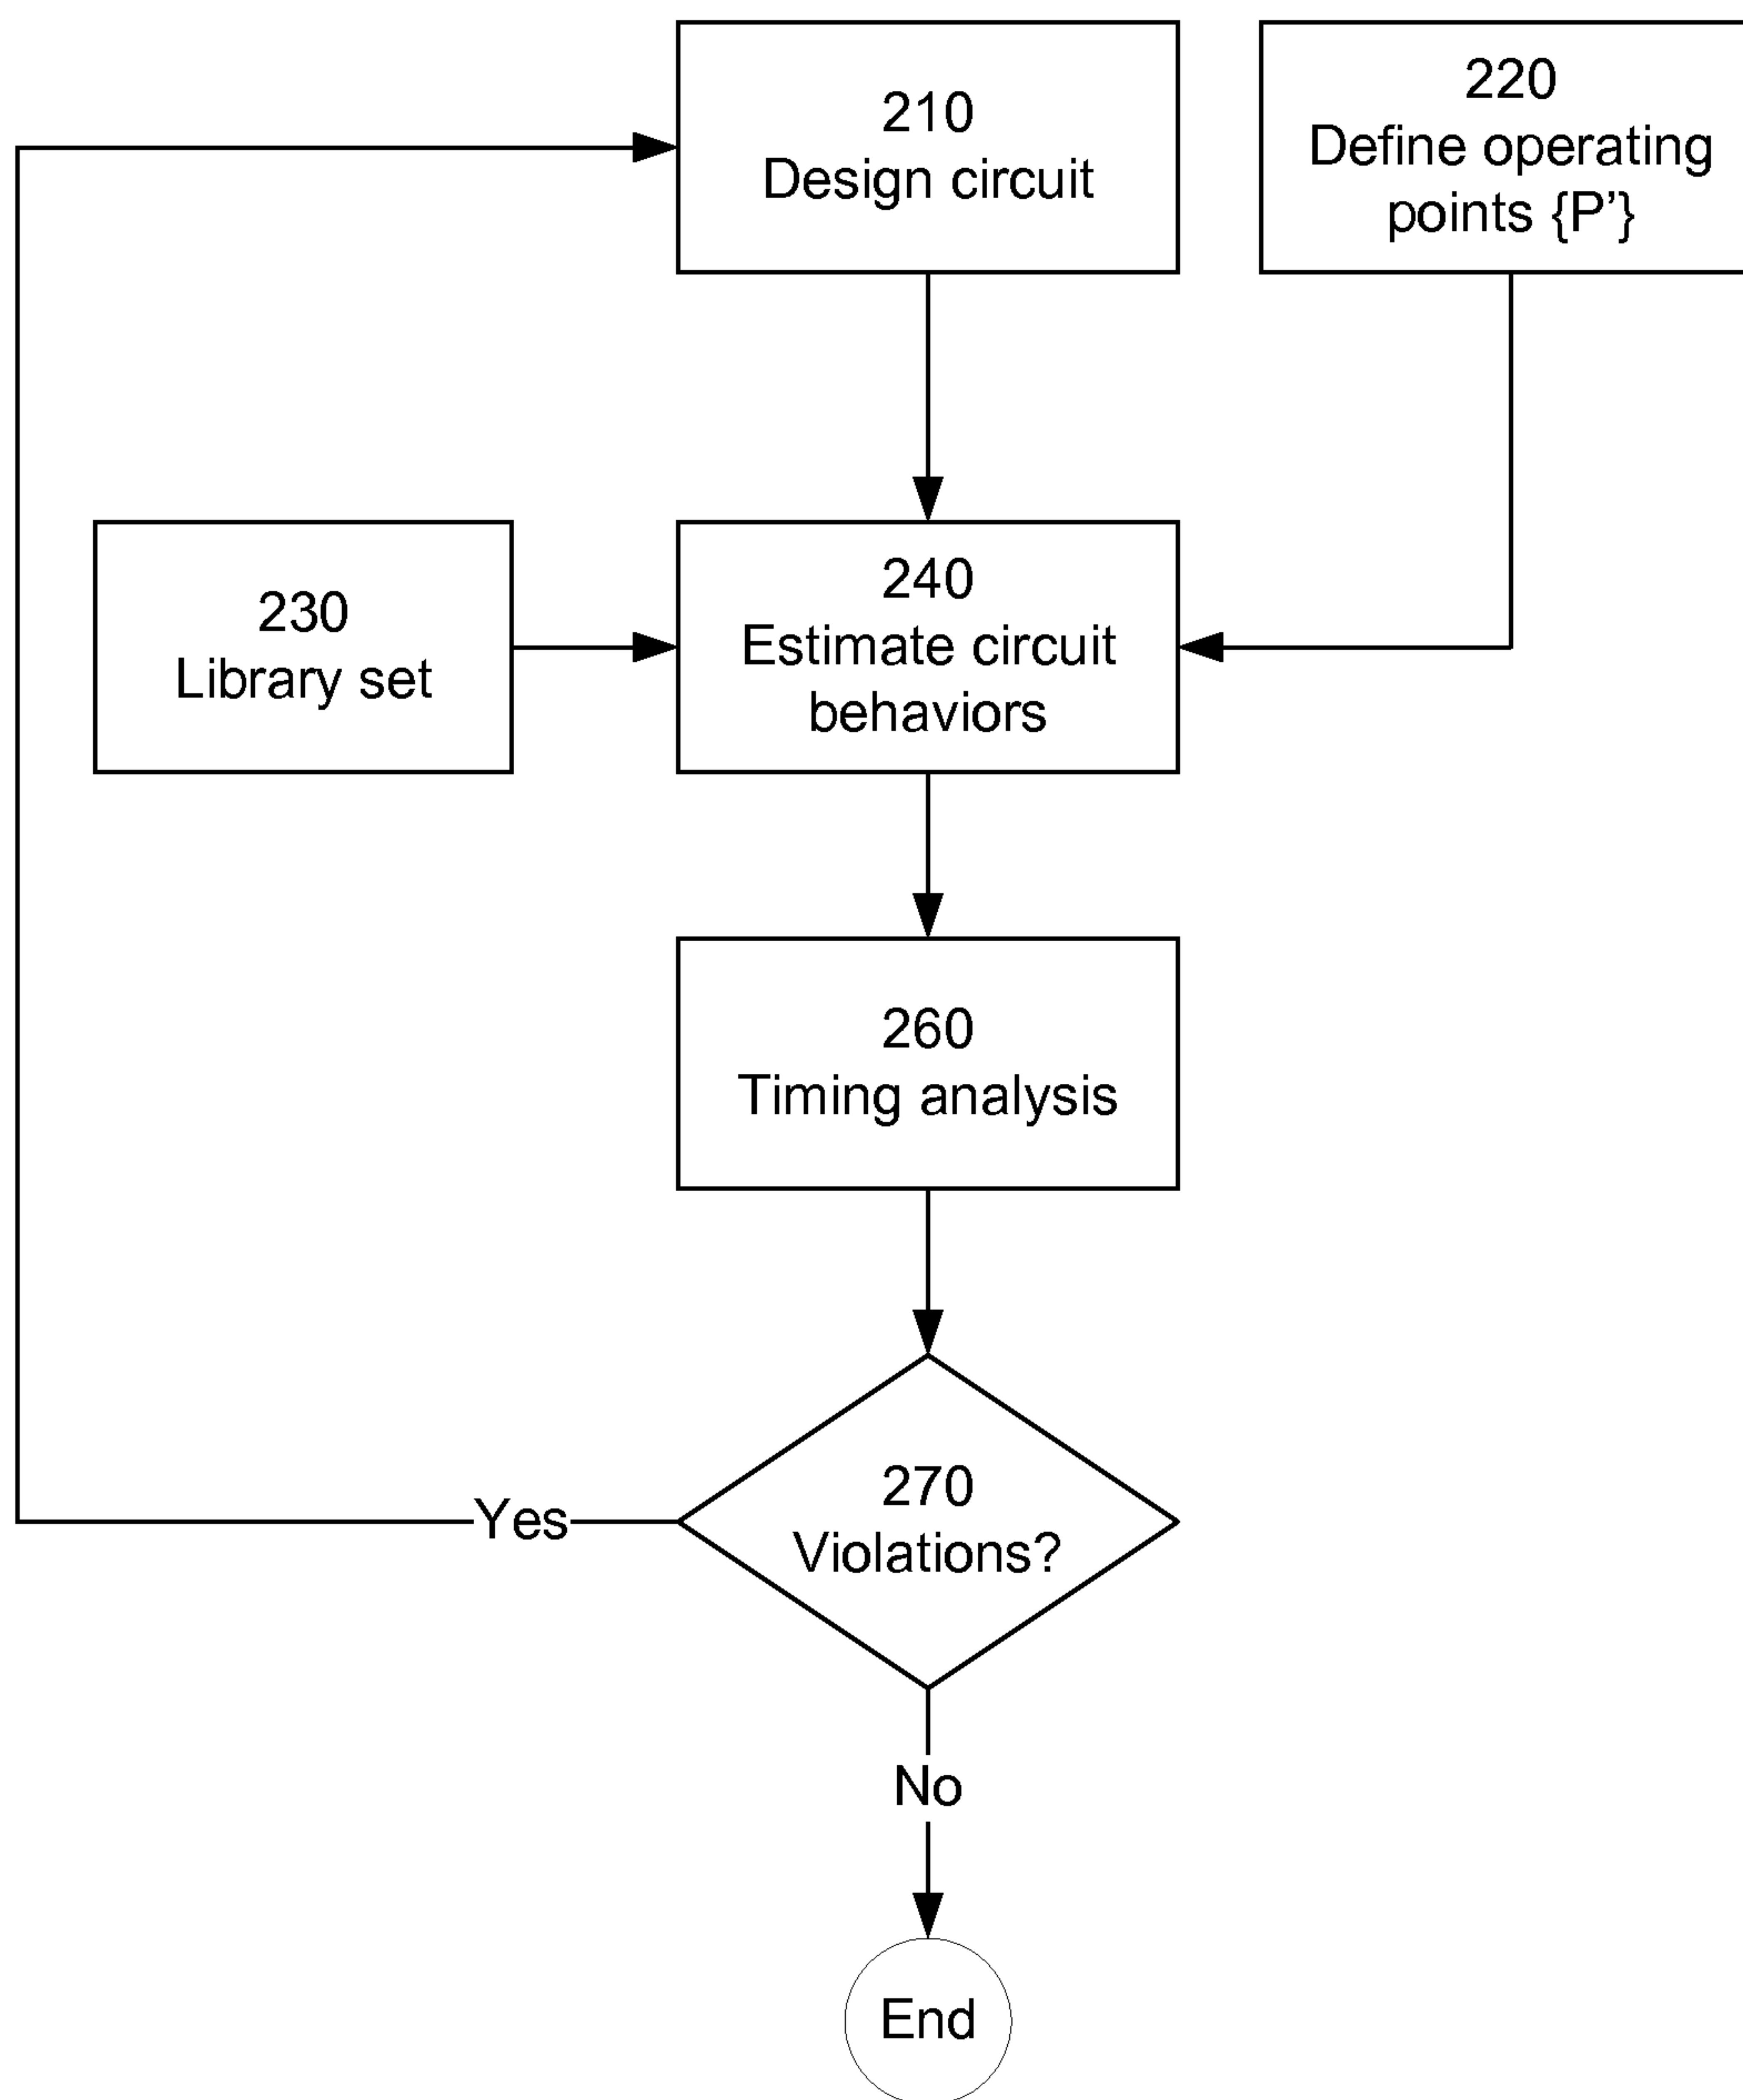 210
Design circuit
220
Define operating
points {P’}
230
Library set
240
Estimate circuit
behaviors
260
Timing analysis
270
Violations?
Yes
No
End